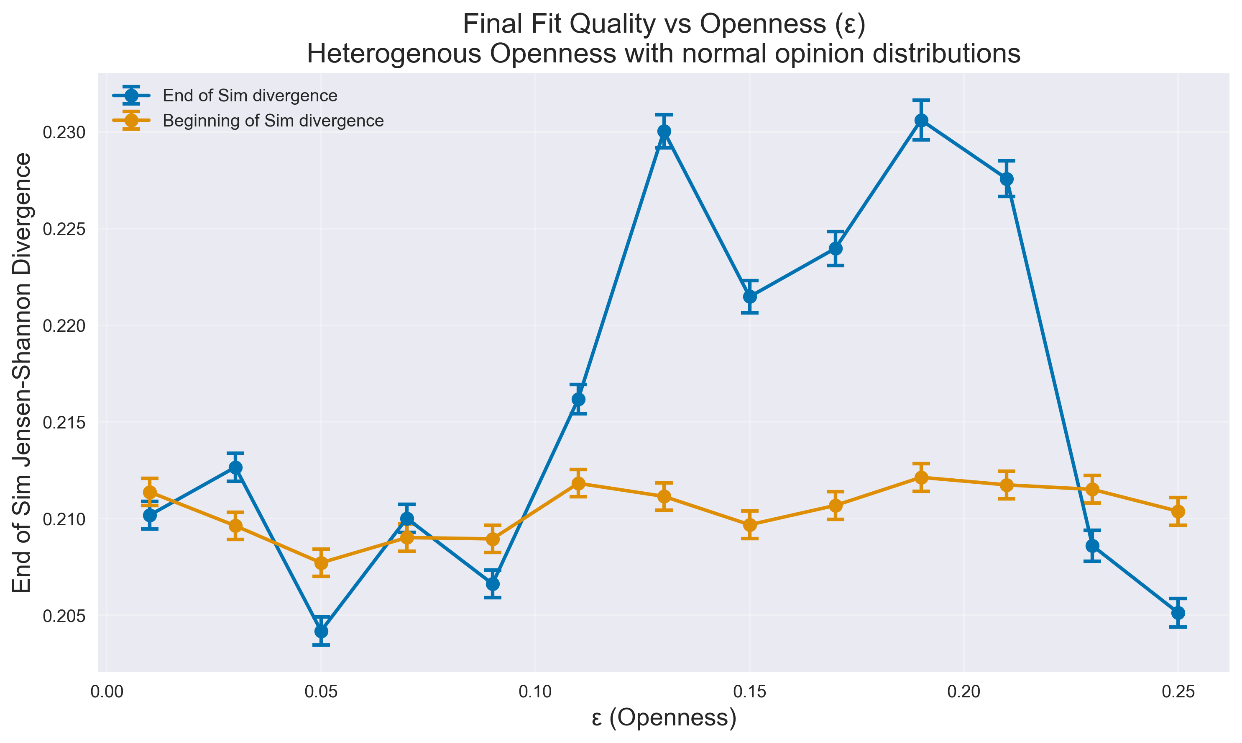 Final Fit Quality vs Openness (ε)
Heterogenous Openness with normal opinion distributions
End of Sim divergence
Beginning of Sim divergence
End of Sim Jensen-Shannon Divergence
0.230
0.225
0.220
0.215
0.210
0.205
0.00 0.05 0.10 0.15 0.20 0.25
ε (Openness)